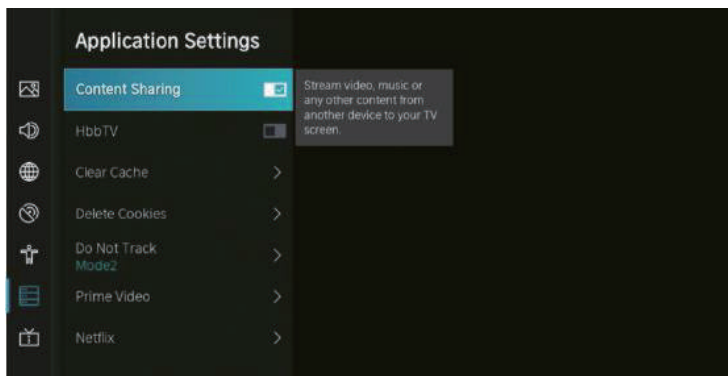 Application Settings
Content Sharing
Stream video, music or
any other content from
another device to your TV
screen.
HbbTV
Clear Cache
Delete Cookies
Do Not Track
Mode2
Prime Video
Netflix